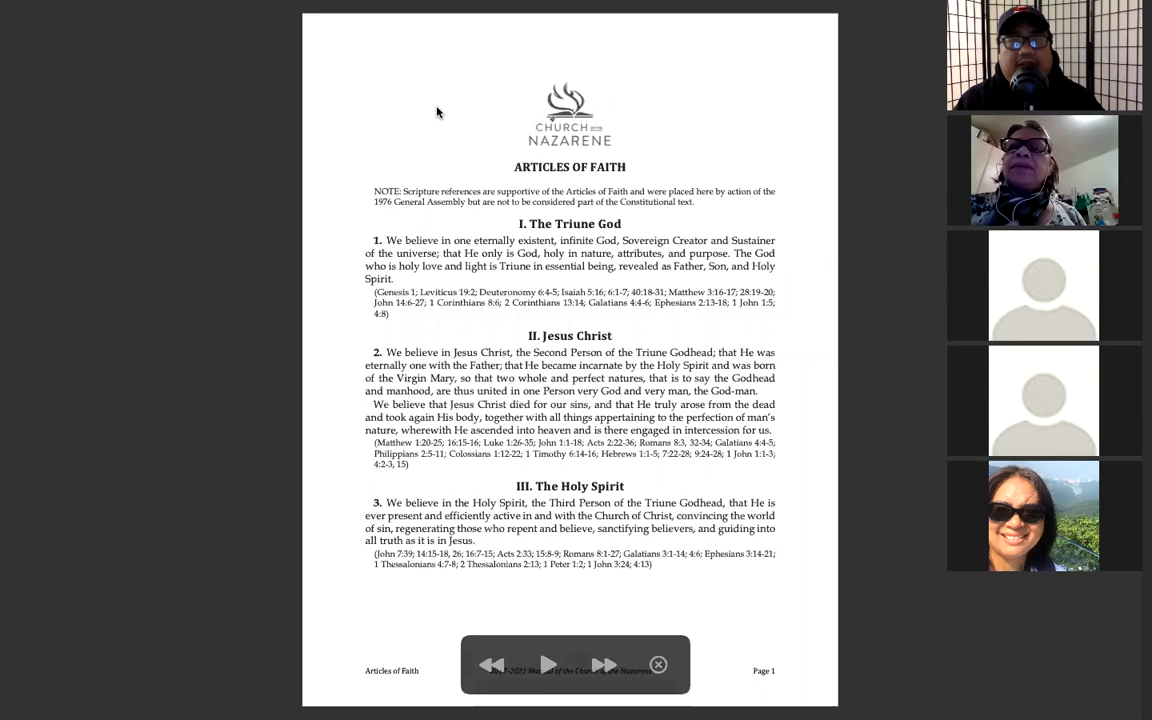 CHURCH OF THE
NAZARENE
ARTICLES OF FAITH
NOTE: Scripture references are supportive of the Articles of Faith and were placed here by action of the
1976 General Assembly but are not to be considered part of the Constitutional text.
I. The Triune God
1. We believe in one eternally existent, infinite God, Sovereign Creator and Sustainer
of the universe; that He only is God, holy in nature, attributes, and purpose. The God
who is holy love and light is Triune in essential being, revealed as Father, Son, and Holy
Spirit.
(Genesis 1; Leviticus 19:2; Deuteronomy 6:4-5; Isaiah 5:16; 6:1-7; 40:18-31; Matthew 3:16-17; 28:19-20;
John 14:6-27; 1 Corinthians 8:6; 2 Corinthians 13:14; Galatians 4:4-6; Ephesians 2:13-18; 1 John 1:5;
4:8)
II. Jesus Christ
2. We believe in Jesus Christ, the Second Person of the Triune Godhead; that He was
eternally one with the Father; that He became incarnate by the Holy Spirit and was born
of the Virgin Mary, so that two whole and perfect natures, that is to say the Godhead
and manhood, are thus united in one Person very God and very man, the God-man.
We believe that Jesus Christ died for our sins, and that He truly arose from the dead
and took again His body, together with all things appertaining to the perfection of man's
nature, wherewith He ascended into heaven and is there engaged in intercession for us.
(Matthew 1:20-25; 16:15-16; Luke 1:26-35; John 1:1-18; Acts 2:22-36; Romans 8:3, 32-34; Galatians 4:4-5;
Philippians 2:5-11; Colossians 1:12-22; 1 Timothy 6:14-16; Hebrews 1:1-5; 7:22-28; 9:24-28; 1 John 1:1-3;
4:2-3, 15)
III. The Holy Spirit
3. We believe in the Holy Spirit, the Third Person of the Triune Godhead, that He is
ever present and efficiently active in and with the Church of Christ, convincing the world
of sin, regenerating those who repent and believe, sanctifying believers, and guiding into
all truth as it is in Jesus.
(John 7:39; 14:15-18, 26; 16:7-15; Acts 2:33; 15:8-9; Romans 8:1-27; Galatians 3:1-14; 4:6; Ephesians 3:14-21;
1 Thessalonians 4:7-8; 2 Thessalonians 2:13; 1 Peter 1:2; 1 John 3:24; 4:13)
Articles of Faith 2017-2021 Manual of the Church of the Nazarene Page 1